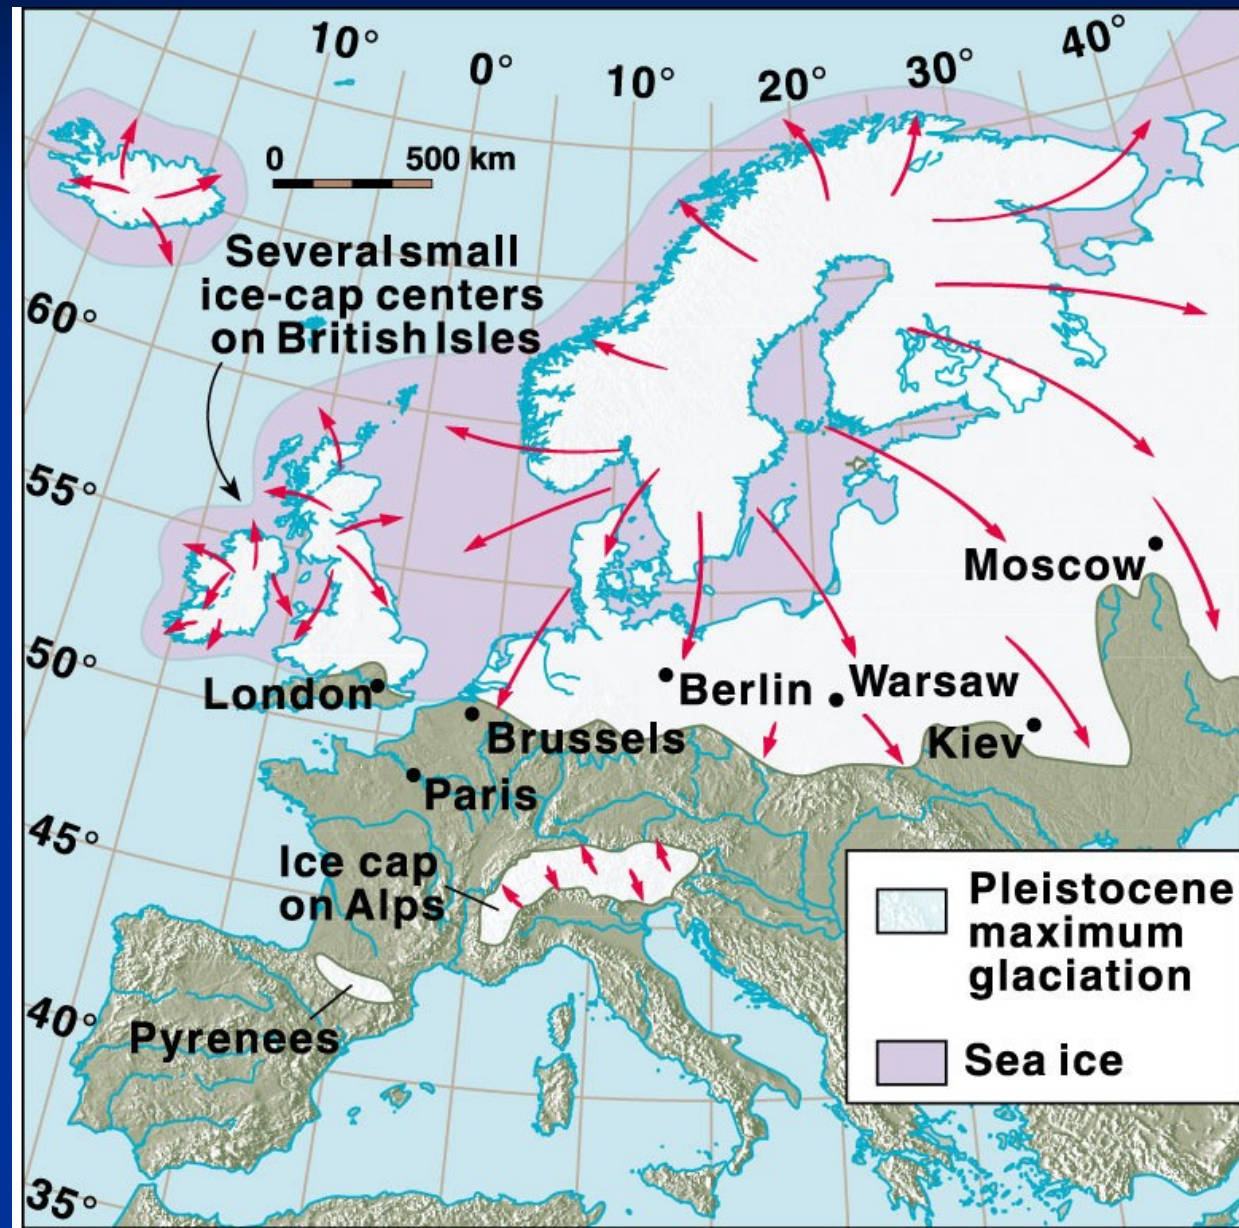 10°
0°
10°
20°
30°
40°
0 500 km
Several small
ice-cap centers
on British Isles
60°
55°
50°
45°
40°
35°
Moscow
London
Berlin
Warsaw
Brussels
Kiev
Paris
Ice cap
on Alps
Pyrenees
Pleistocene
maximum
glaciation
Sea ice